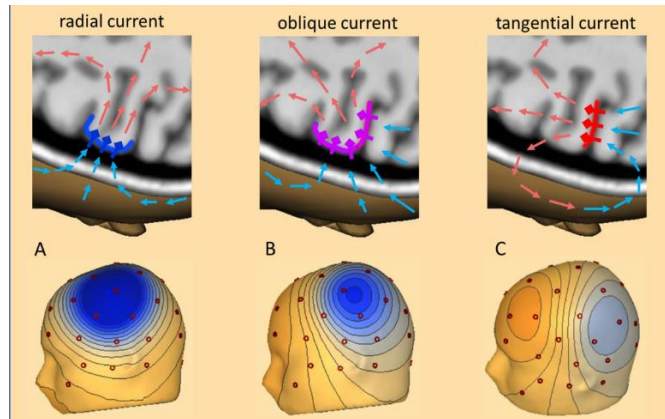 radial current
oblique current
tangential current
A
B
C